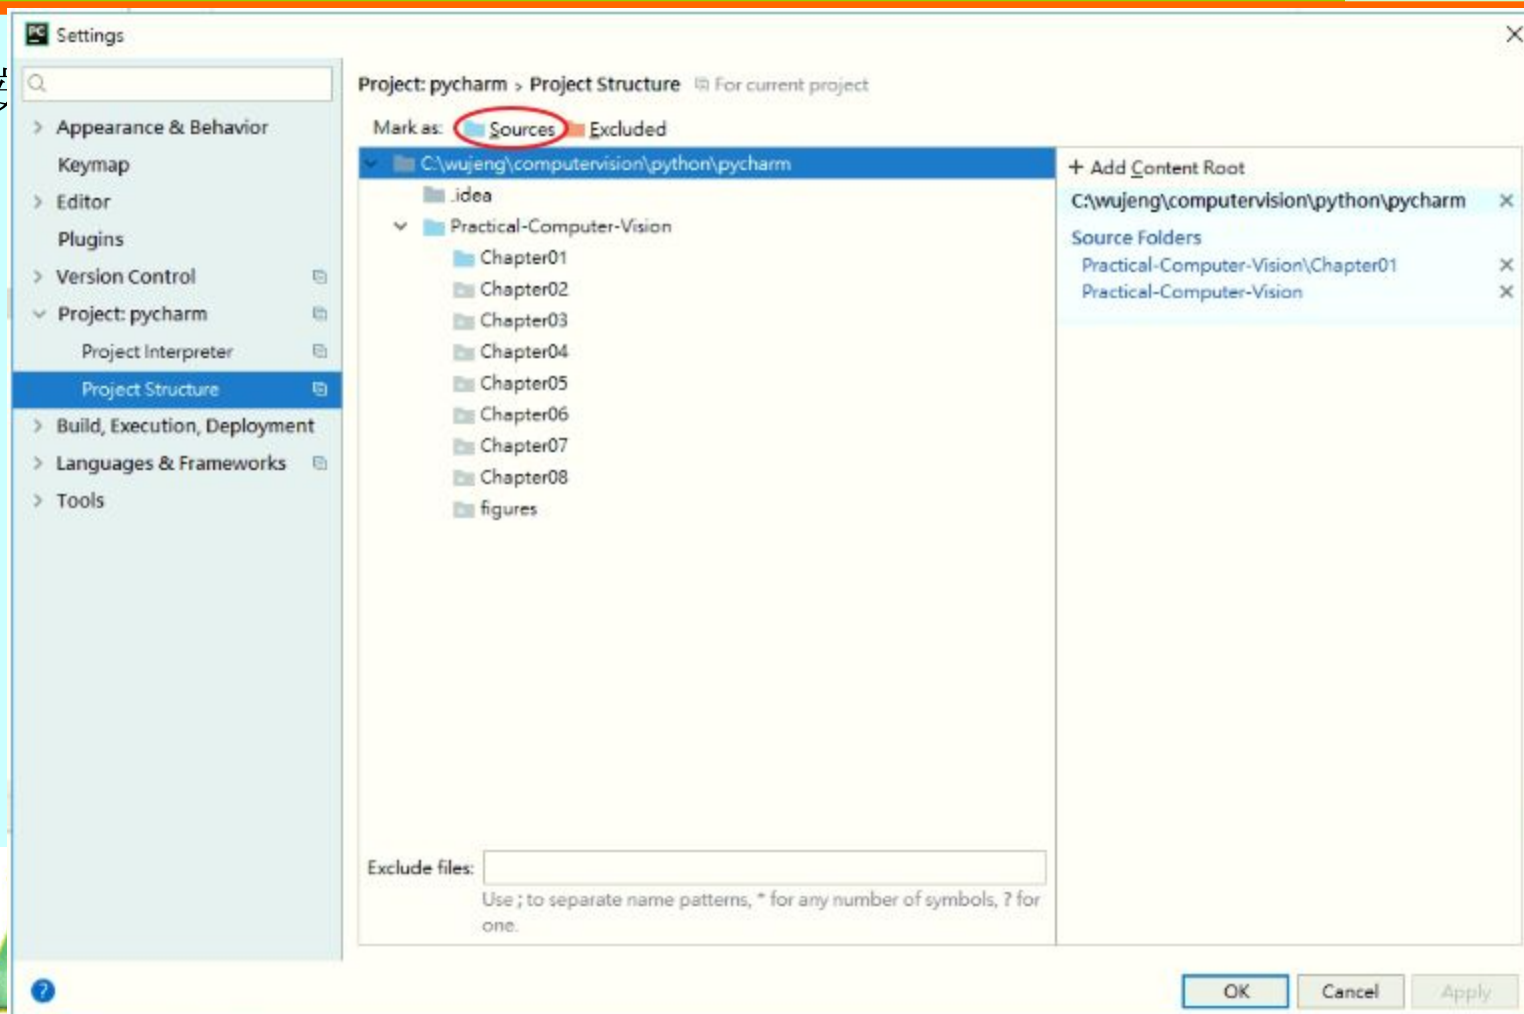 Settings
Project: pycharm › Project Structure For current project
Mark as: Sources Excluded
Appearance & Behavior
Keymap
Editor
Plugins
Version Control
Project: pycharm
Project Interpreter
Project Structure
Build, Execution, Deployment
Languages & Frameworks
Tools
C:\wujeng\computervision\python\pycharm
.idea
Practical-Computer-Vision
Chapter01
Chapter02
Chapter03
Chapter04
Chapter05
Chapter06
Chapter07
Chapter08
figures
+ Add Content Root
C:\wujeng\computervision\python\pycharm
Source Folders
Practical-Computer-Vision\Chapter01
Practical-Computer-Vision
Exclude files:
Use ; to separate name patterns, * for any number of symbols, ? for
one.
OK Cancel Apply